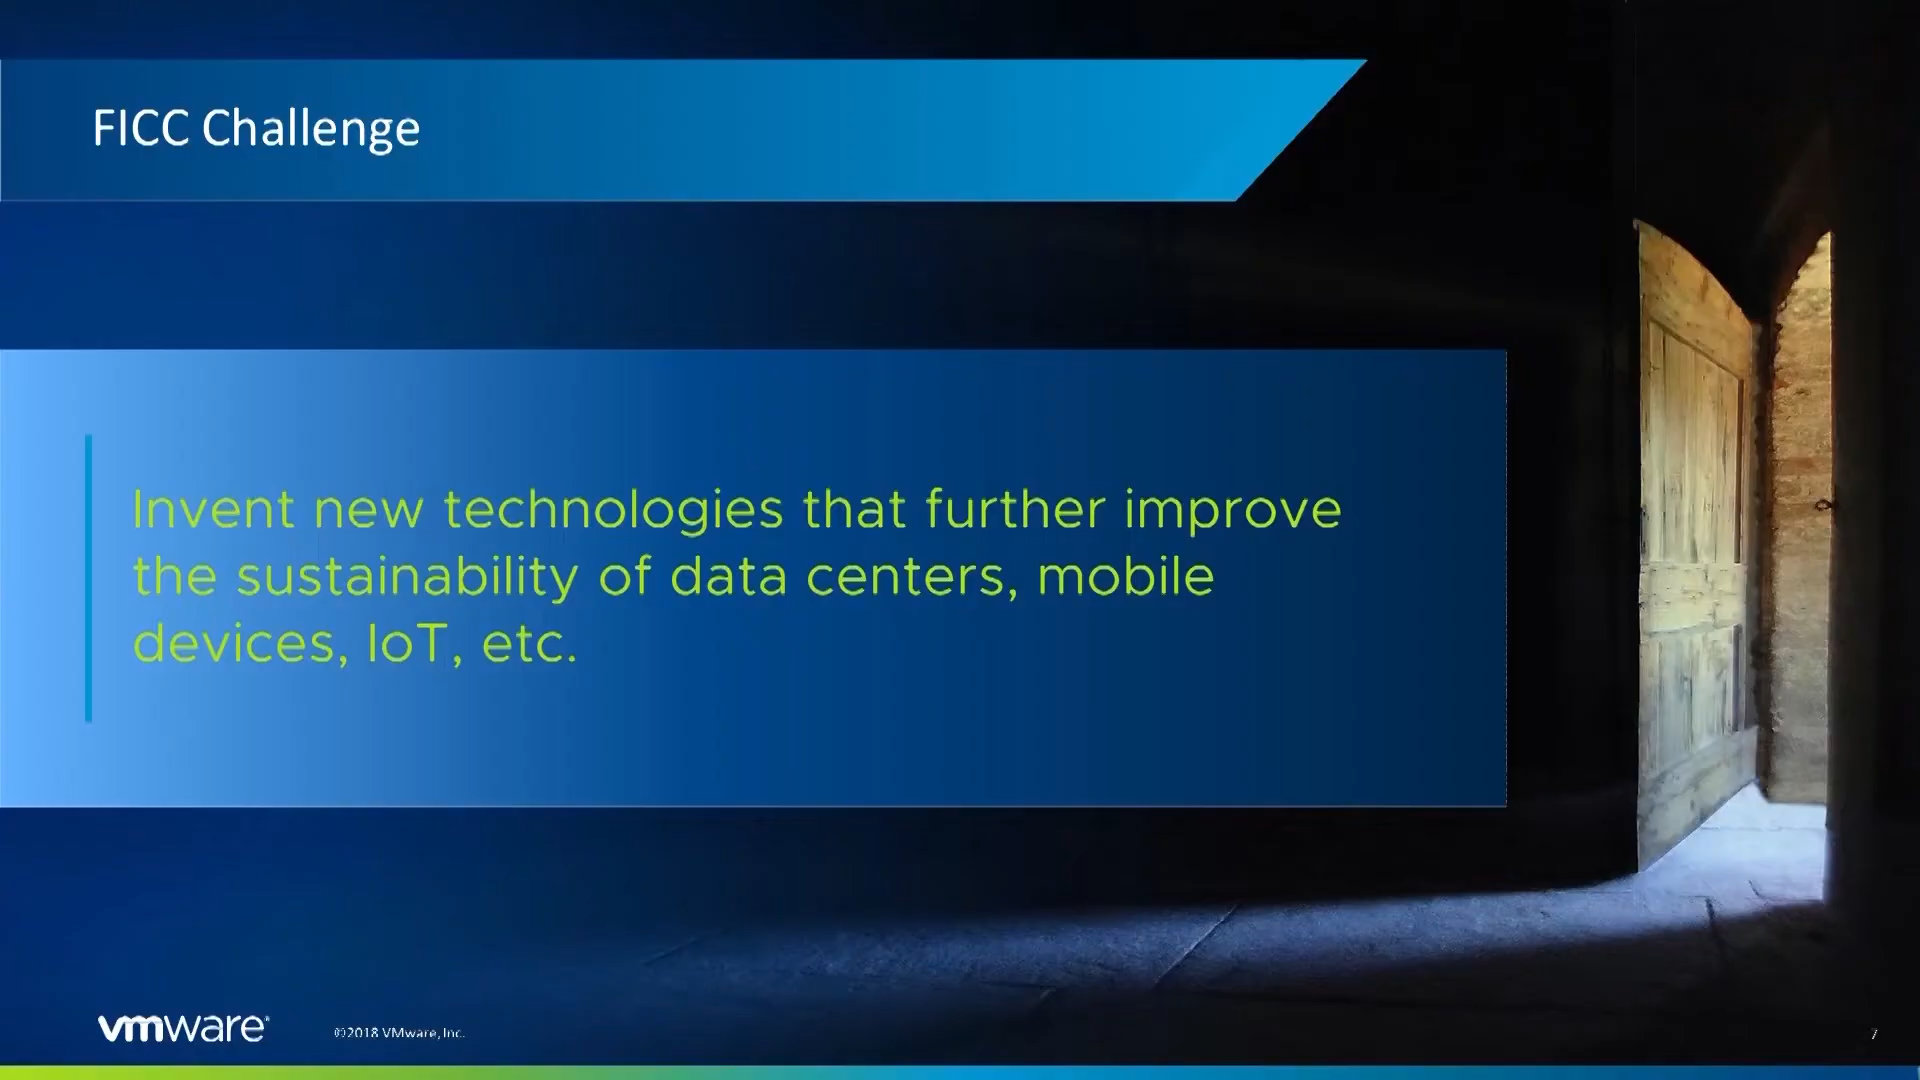 FICC Challenge
Invent new technologies that further improve
the sustainability of data centers, mobile
devices, IoT, etc.
vmware®
©2018 VMware, Inc.
7